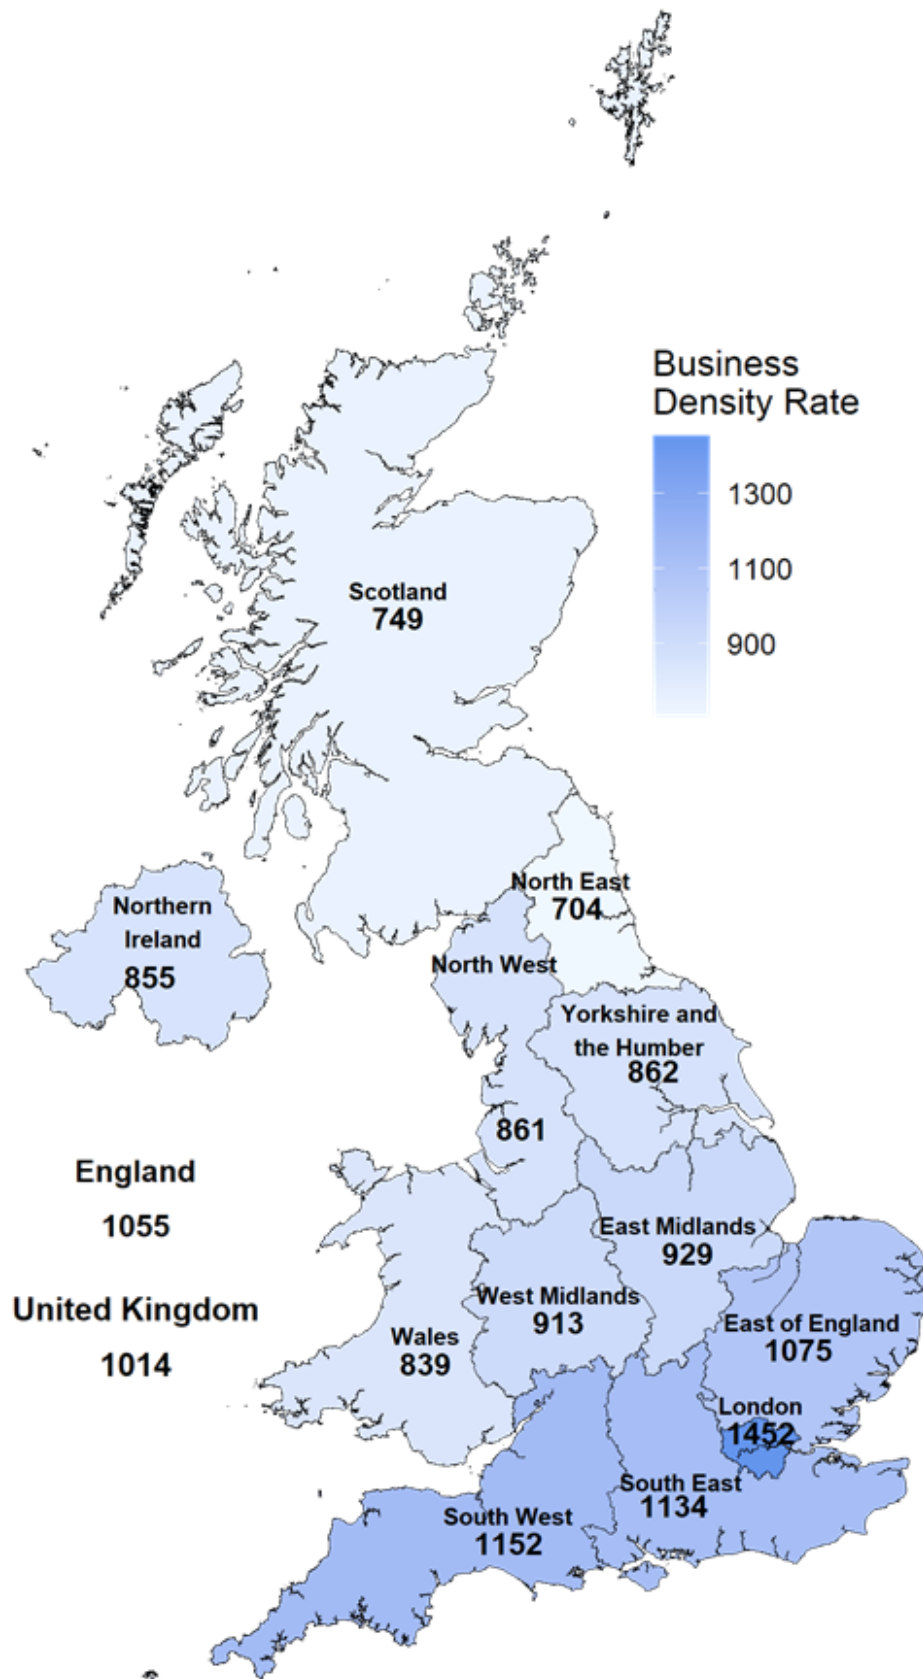 Business
Density Rate
1300
1100
900
Scotland
749
North East
704
Northern
Ireland
855
North West
861
Yorkshire and
the Humber
862
England
1055
East Midlands
929
United Kingdom
1014
West Midlands
913
Wales
839
East of England
1075
London
1452
South East
1134
South West
1152